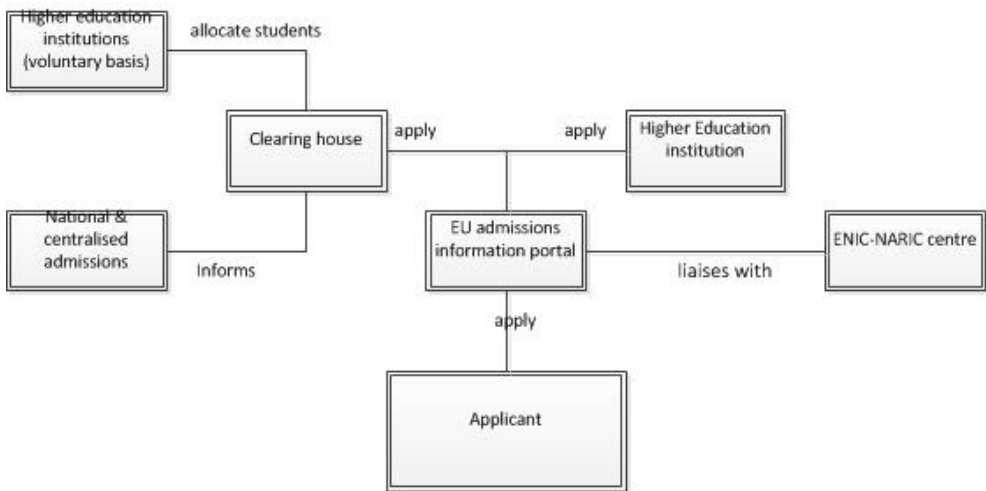 Higher education
institutions
(voluntary basis)
allocate students
Clearing house
apply
apply
Higher Education
institution
National &
centralised
admissions
Informs
EU admissions
information portal
liaises with
ENIC-NARIC centre
apply
Applicant